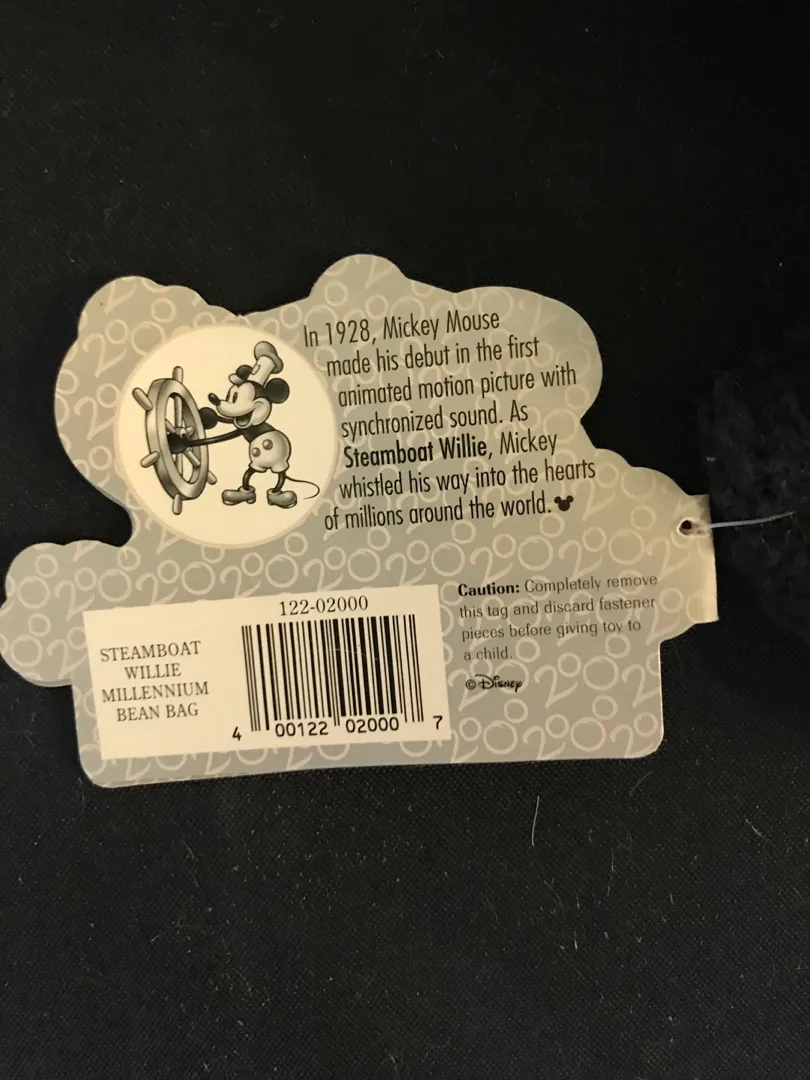 In 1928, Mickey Mouse
made his debut in the first
animated motion picture with
synchronized sound. As
Steamboat Willie, Mickey
whistled his way into the hearts
of millions around the world.
122-02000
STEAMBOAT
WILLIE
MILLENNIUM
BEAN BAG
4 00122 02000 7
Caution: Completely remove
this tag and discard fastener
pieces before giving toy to
a child.
© Disney